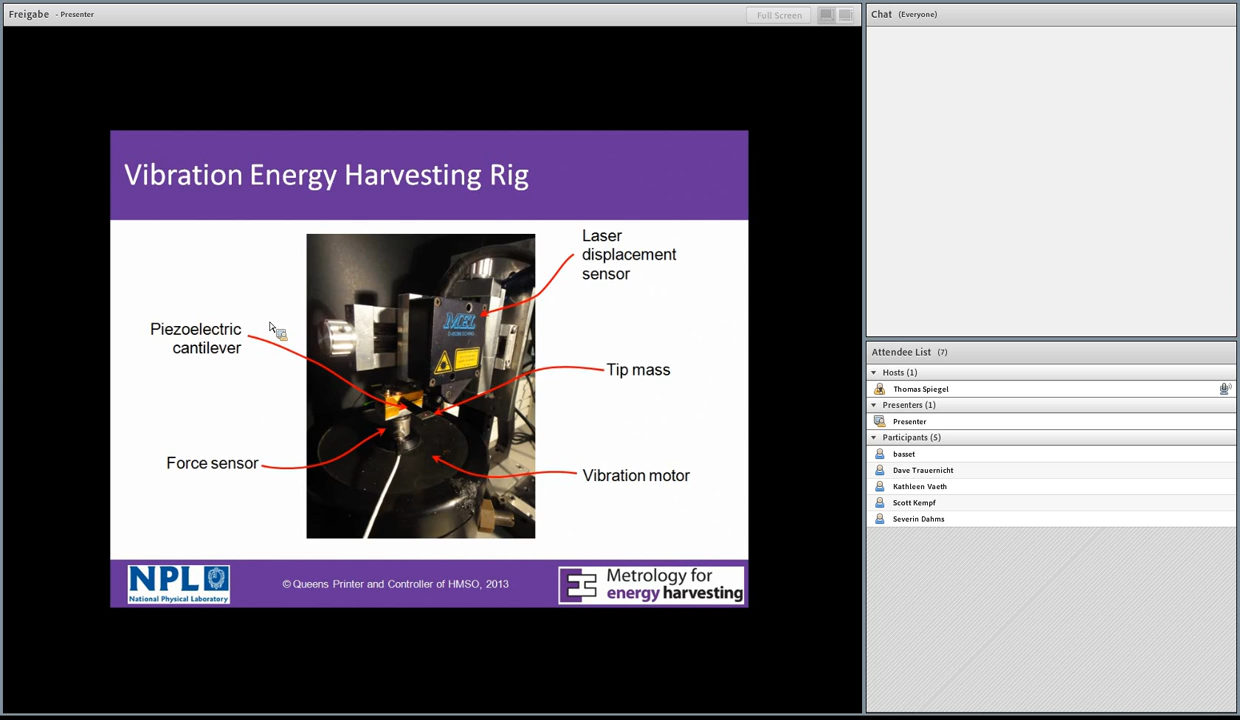 Freigabe - Presenter
Full Screen
Vibration Energy Harvesting Rig
Laser
displacement
sensor
Piezoelectric
cantilever
MEL
Tip mass
Force sensor
Vibration motor
NPL
National Physical Laboratory
© Queens Printer and Controller of HMSO, 2013
Metrology for
energy harvesting
Chat (Everyone)
Attendee List (7)
Hosts (1)
Thomas Spiegel
Presenters (1)
Presenter
Participants (5)
basset
Dave Trauernicht
Kathleen Vaeth
Scott Kempf
Severin Dahms